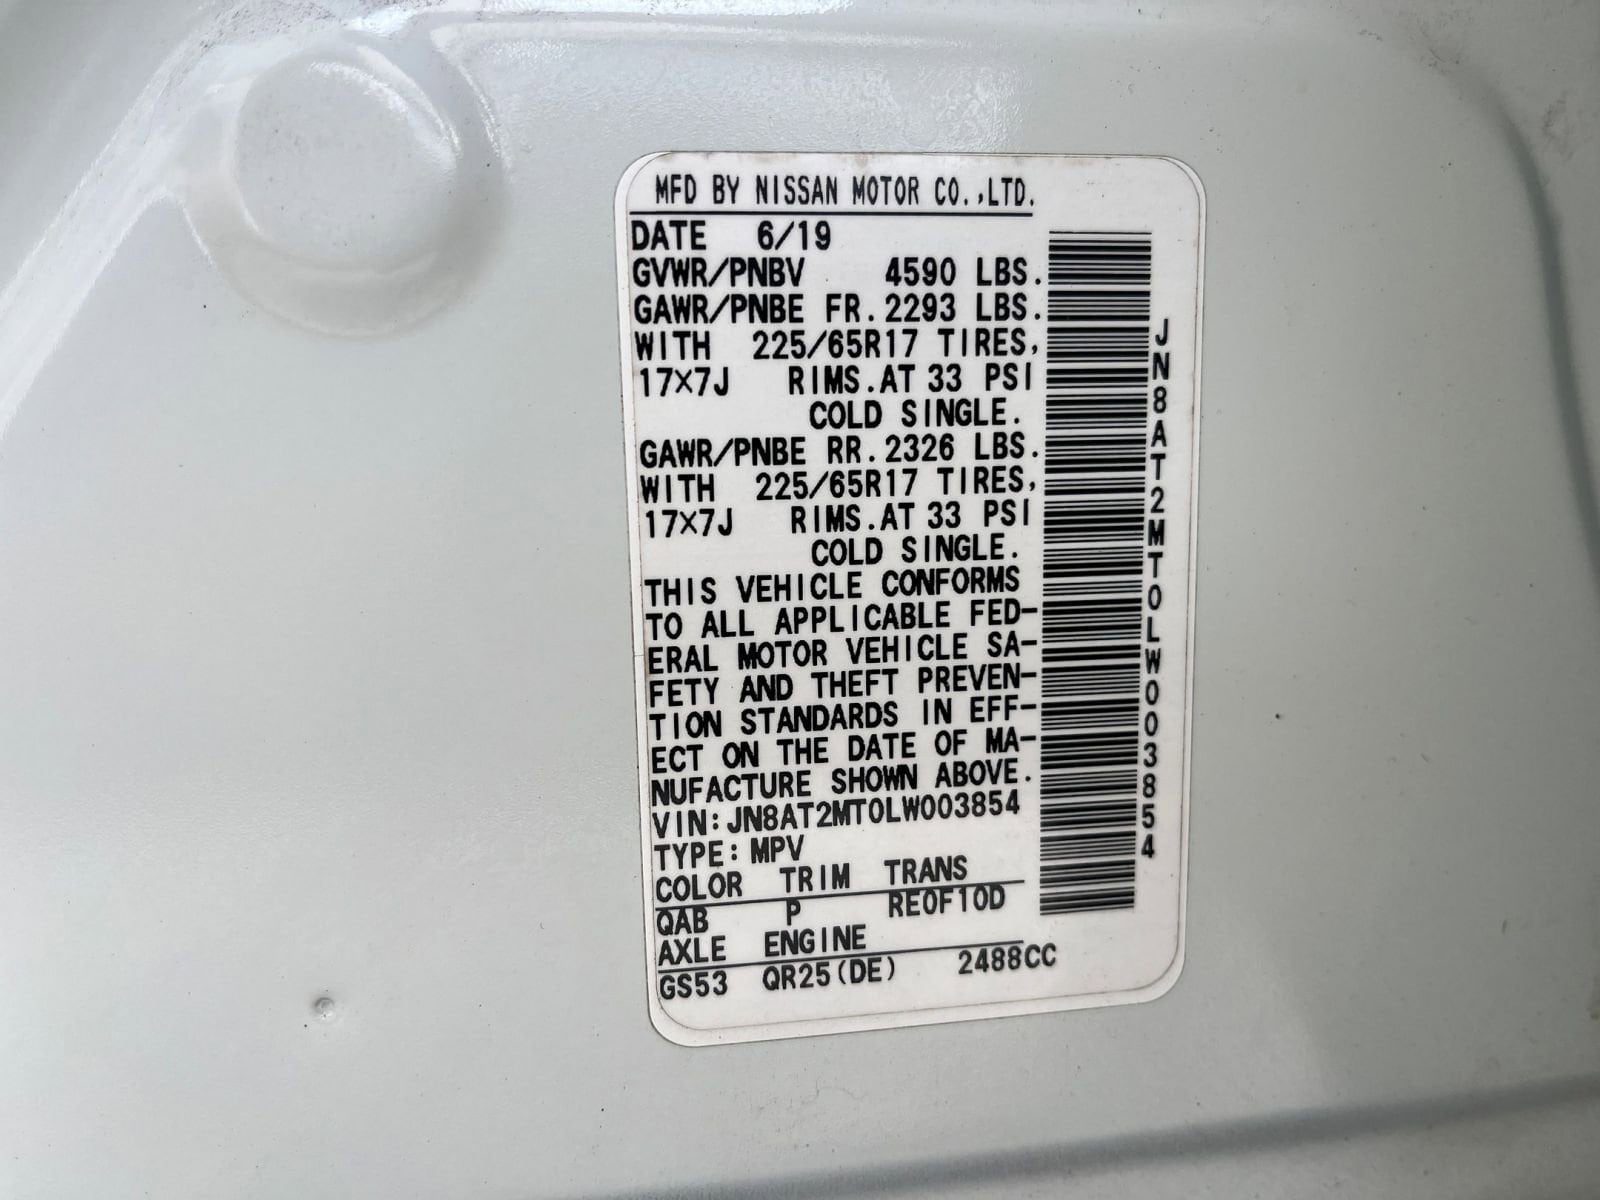 MFD BY NISSAN MOTOR CO.,LTD.
DATE 6/19
GVWR/PNBV 4590 LBS.
GAWR/PNBE FR. 2293 LBS.
WITH 225/65R17 TIRES,
17×7J RIMS. AT 33 PSI
COLD SINGLE.
GAWR/PNBE RR. 2326 LBS.
WITH 225/65R17 TIRES,
17×7J RIMS. AT 33 PSI
COLD SINGLE.
THIS VEHICLE CONFORMS
TO ALL APPLICABLE FED-
ERAL MOTOR VEHICLE SA-
FETY AND THEFT PREVEN-
TION STANDARDS IN EFF-
ECT ON THE DATE OF MA-
NUFACTURE SHOWN ABOVE.
VIN: JN8AT2MT0LW003854
TYPE: MPV
COLOR TRIM TRANS
QAB P RE0F10D
AXLE ENGINE
GS53 QR25(DE) 2488CC
JN8AT2MT0LW003854